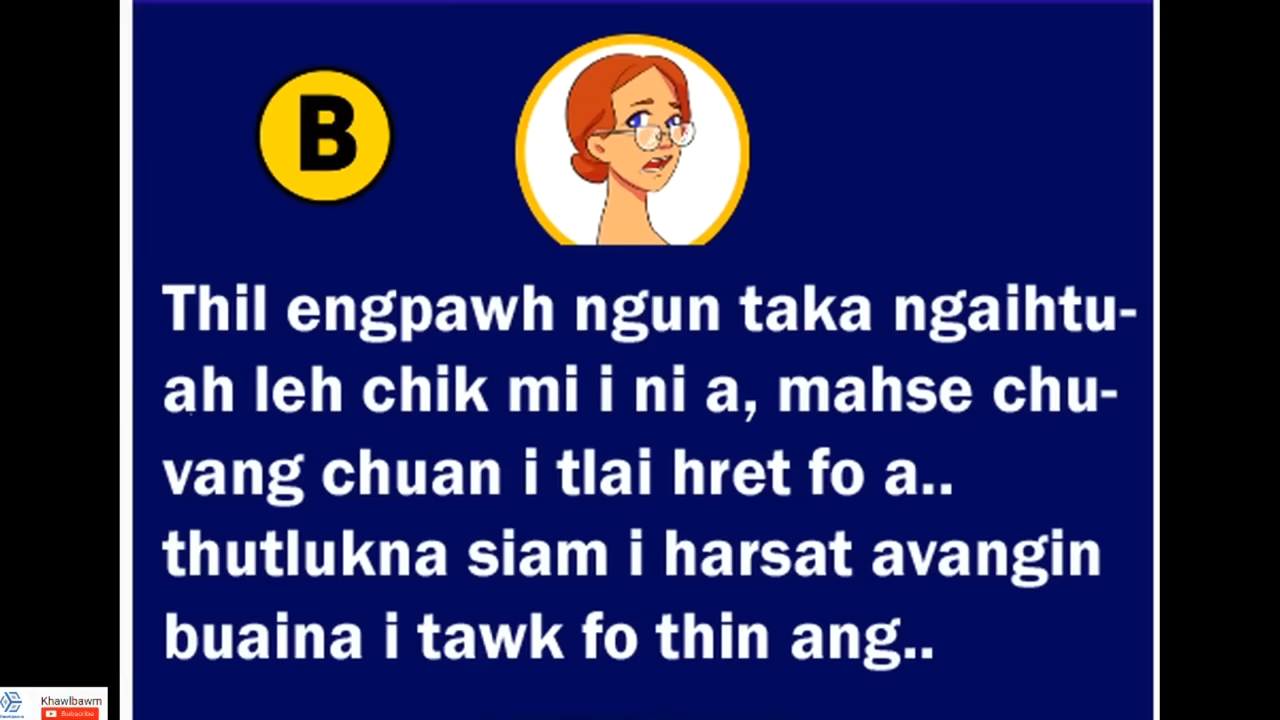 B
Thil engpawh ngun taka ngaihtu-
ah leh chik mi i ni a, mahse chu-
vang chuan i tlai hret fo a..
thutlukna siam i harsat avangin
buaina i tawk fo thin ang..
Khawlbawm
Subscribe